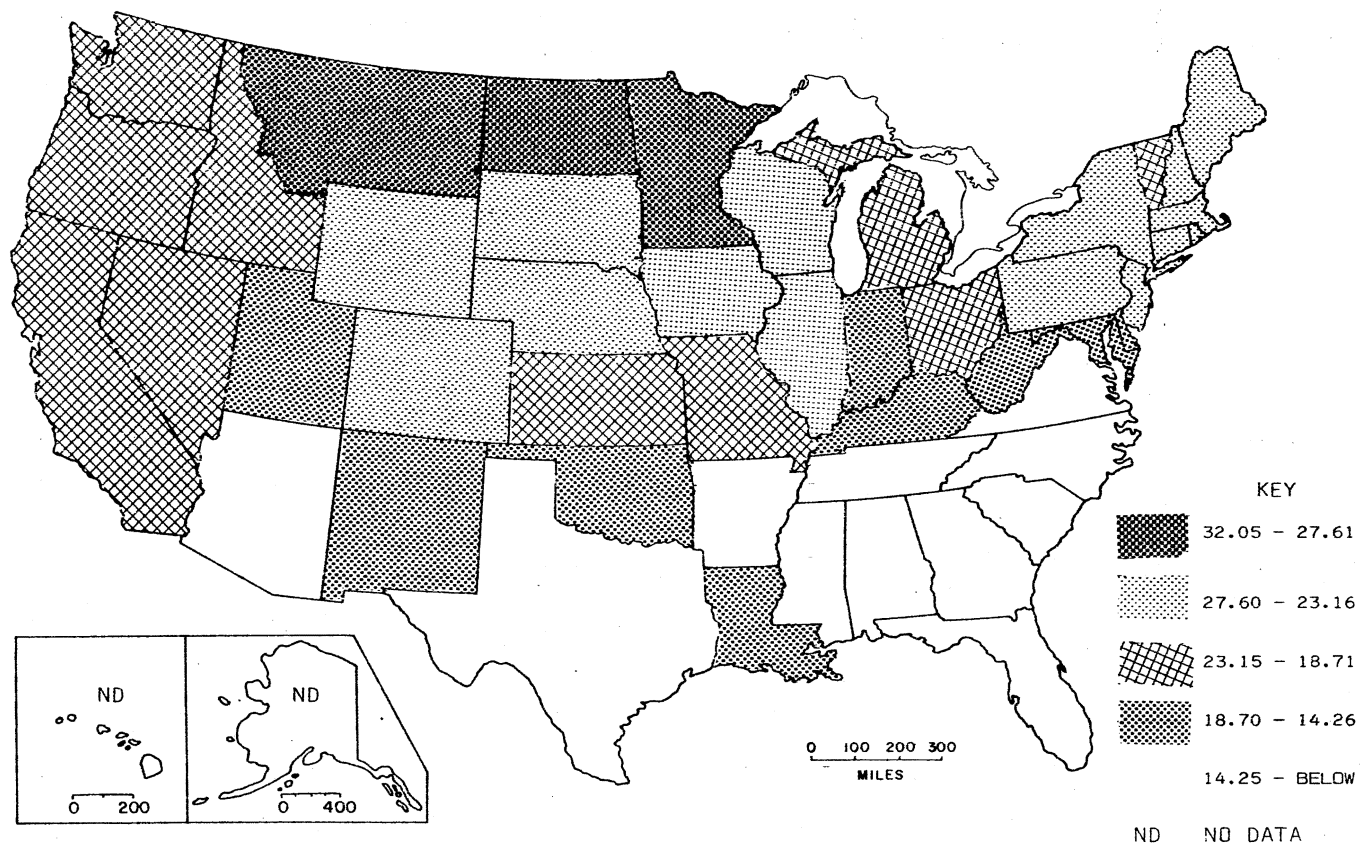 KEY
32.05 - 27.61
27.60 - 23.16
23.15 - 18.71
18.70 - 14.26
14.25 - BELOW
ND NO DATA
ND
0 200
ND
0 400
0 100 200 300
MILES